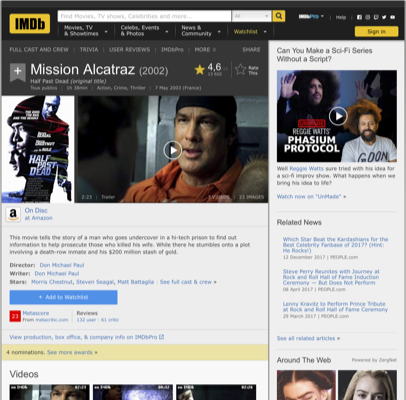 IMDb
Find Movies, TV shows, Celebrities and more...
All
IMDbPro
Help
Movies, TV & Showtimes
Celebs, Events & Photos
News & Community
Watchlist
Sign in
FULL CAST AND CREW | TRIVIA | USER REVIEWS | IMDbPro | MORE
SHARE
Mission Alcatraz (2002)
Half Past Dead (original title)
Tous publics | 1h 38min | Action, Crime, Thriller | 7 May 2003 (France)
4,6
Rate This
HALF PAST DEAD
2:23 | Trailer
On Disc
at Amazon
This movie tells the story of a man who goes undercover in a hi-tech prison to find out
information to help prosecute those who killed his wife. While there he stumbles onto a plot
involving a death-row inmate and his $200 million stash of gold.
Director: Don Michael Paul
Writer: Don Michael Paul
Stars: Morris Chestnut, Steven Seagal, Matt Battaglia | See full cast & crew »
+ Add to Watchlist
23
Metascore
From metacritic.com
Reviews
132 user | 61 critic
View production, box office, & company info on IMDbPro
4 nominations. See more awards »
Videos
Can You Make a Sci-Fi Series
Without a Script?
REGGIE WATTS'
PHASIUM
PROTOCOL
Well Reggie Watts sure tried with his idea for
a sci-fi improv show. What happens when we
bring his idea to life?
Watch now on "UnMade" »
Related News
Which Star Beat the Kardashians for the
Best Celebrity Fanbase of 2017? (Hint:
He Rocks!)
12 December 2017 | PEOPLE.com
Steve Perry Reunites with Journey at
Rock and Roll Hall of Fame Induction
Ceremony — But Does Not Perform
08 April 2017 | PEOPLE.com
Lenny Kravitz to Perform Prince Tribute
at Rock and Roll Hall of Fame Ceremony
29 March 2017 | PEOPLE.com
See all related articles »
Around The Web
Powered by ZergNet